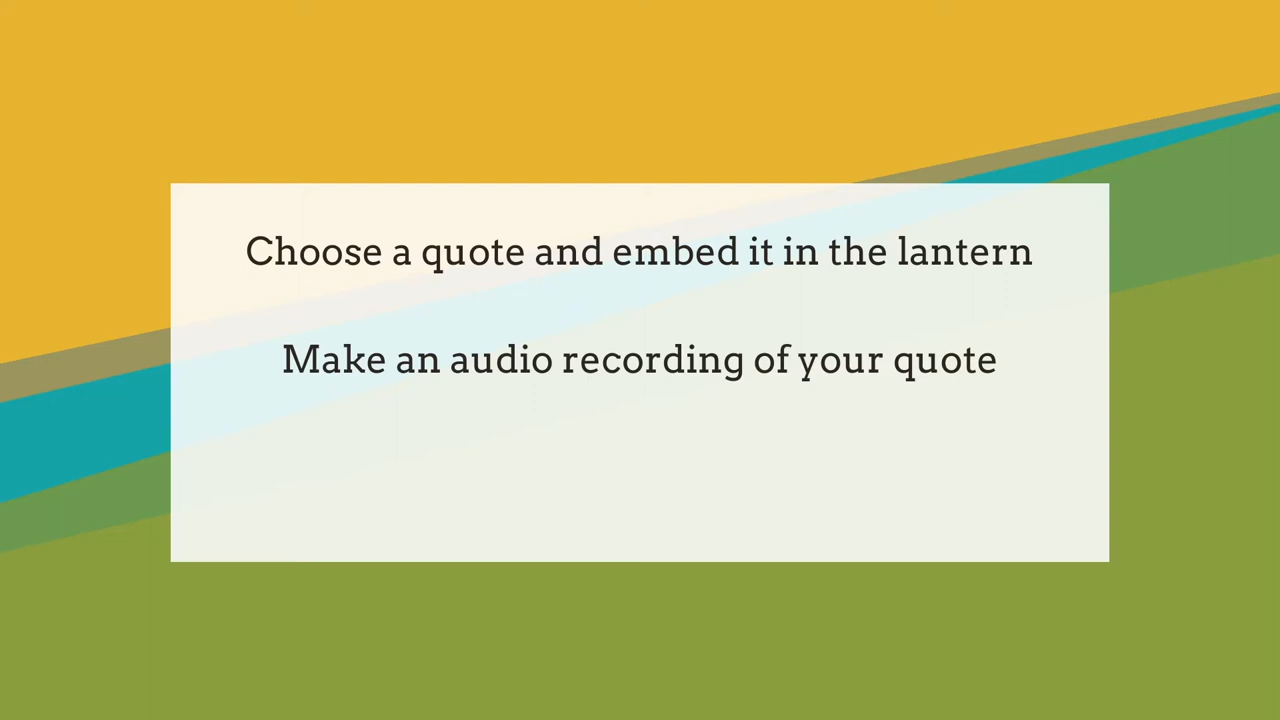 Choose a quote and embed it in the lantern
Make an audio recording of your quote